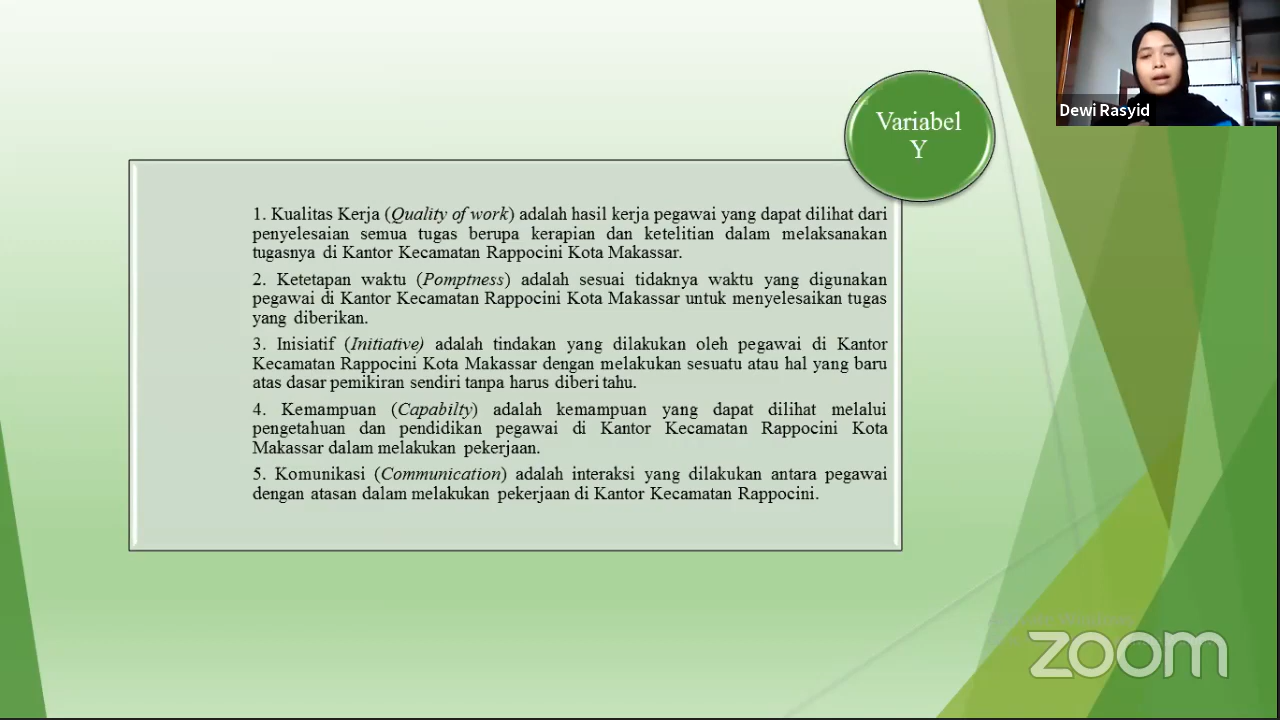 Variabel
Y
Dewi Rasyid
1. Kualitas Kerja (Quality of work) adalah hasil kerja pegawai yang dapat dilihat dari
penyelesaian semua tugas berupa kerapian dan ketelitian dalam melaksanakan
tugasnya di Kantor Kecamatan Rappocini Kota Makassar.
2. Ketetapan waktu (Pomptness) adalah sesuai tidaknya waktu yang digunakan
pegawai di Kantor Kecamatan Rappocini Kota Makassar untuk menyelesaikan tugas
yang diberikan.
3. Inisiatif (Initiative) adalah tindakan yang dilakukan oleh pegawai di Kantor
Kecamatan Rappocini Kota Makassar dengan melakukan sesuatu atau hal yang baru
atas dasar pemikiran sendiri tanpa harus diberi tahu.
4. Kemampuan (Capabilty) adalah kemampuan yang dapat dilihat melalui
pengetahuan dan pendidikan pegawai di Kantor Kecamatan Rappocini Kota
Makassar dalam melakukan pekerjaan.
5. Komunikasi (Communication) adalah interaksi yang dilakukan antara pegawai
dengan atasan dalam melakukan pekerjaan di Kantor Kecamatan Rappocini.
zoom